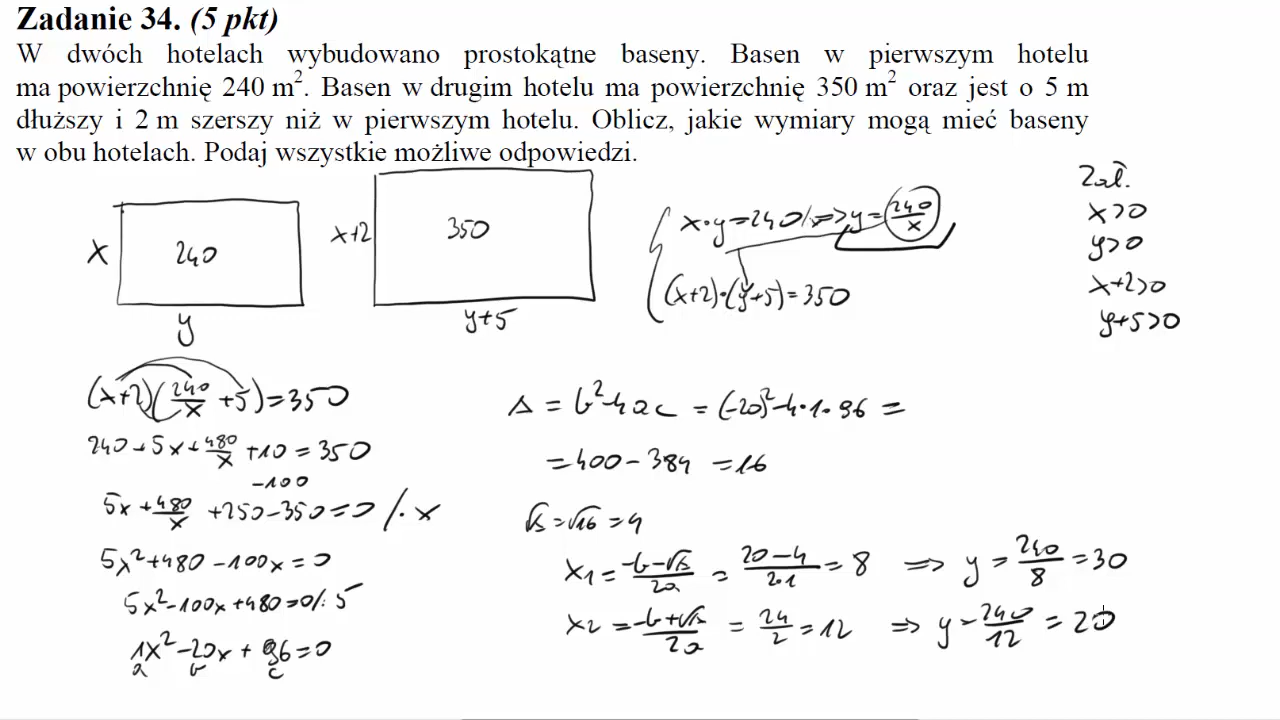 Zadanie 34. (5 pkt)
W dwóch hotelach wybudowano prostokątne baseny. Basen w pierwszym hotelu
ma powierzchnię 240 m². Basen w drugim hotelu ma powierzchnię 350 m² oraz jest o 5 m
dłuższy i 2 m szerszy niż w pierwszym hotelu. Oblicz, jakie wymiary mogą mieć baseny
w obu hotelach. Podaj wszystkie możliwe odpowiedzi.
x 240 y
x+2 350 y+5
x·y=240 /⇒ y=240/x
(x+2)·(y+5)=350
Zał.
x>0
y>0
x+2>0
y+5>0
(x+2)(240/x +5)=350
240+5x+480/x +10=350
-100
5x+480/x +250-350=0 /·x
5x²+480-100x=0
5x²-100x+480=0/:5
1x²-20x+96=0
a b c
Δ = b²-4ac = (-20)²-4·1·96 =
=400-384 =16
√Δ=√16=4
x1 = (-b-√Δ)/2a = (20-4)/2·1 = 8 ⇒ y = 240/8 = 30
x2 = (-b+√Δ)/2a = 24/2 = 12 ⇒ y = 240/12 = 20